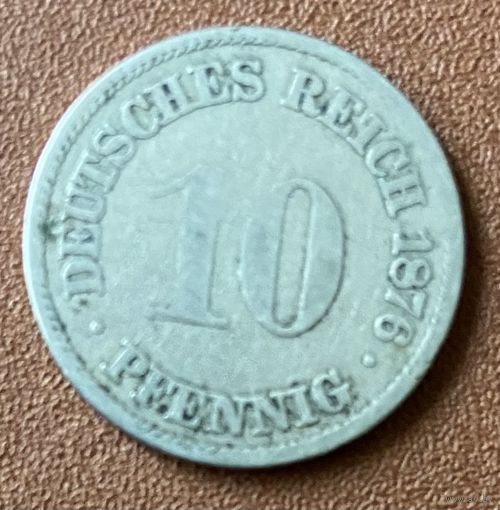 DEUTSCHES REICH 1876
10
PFENNIG